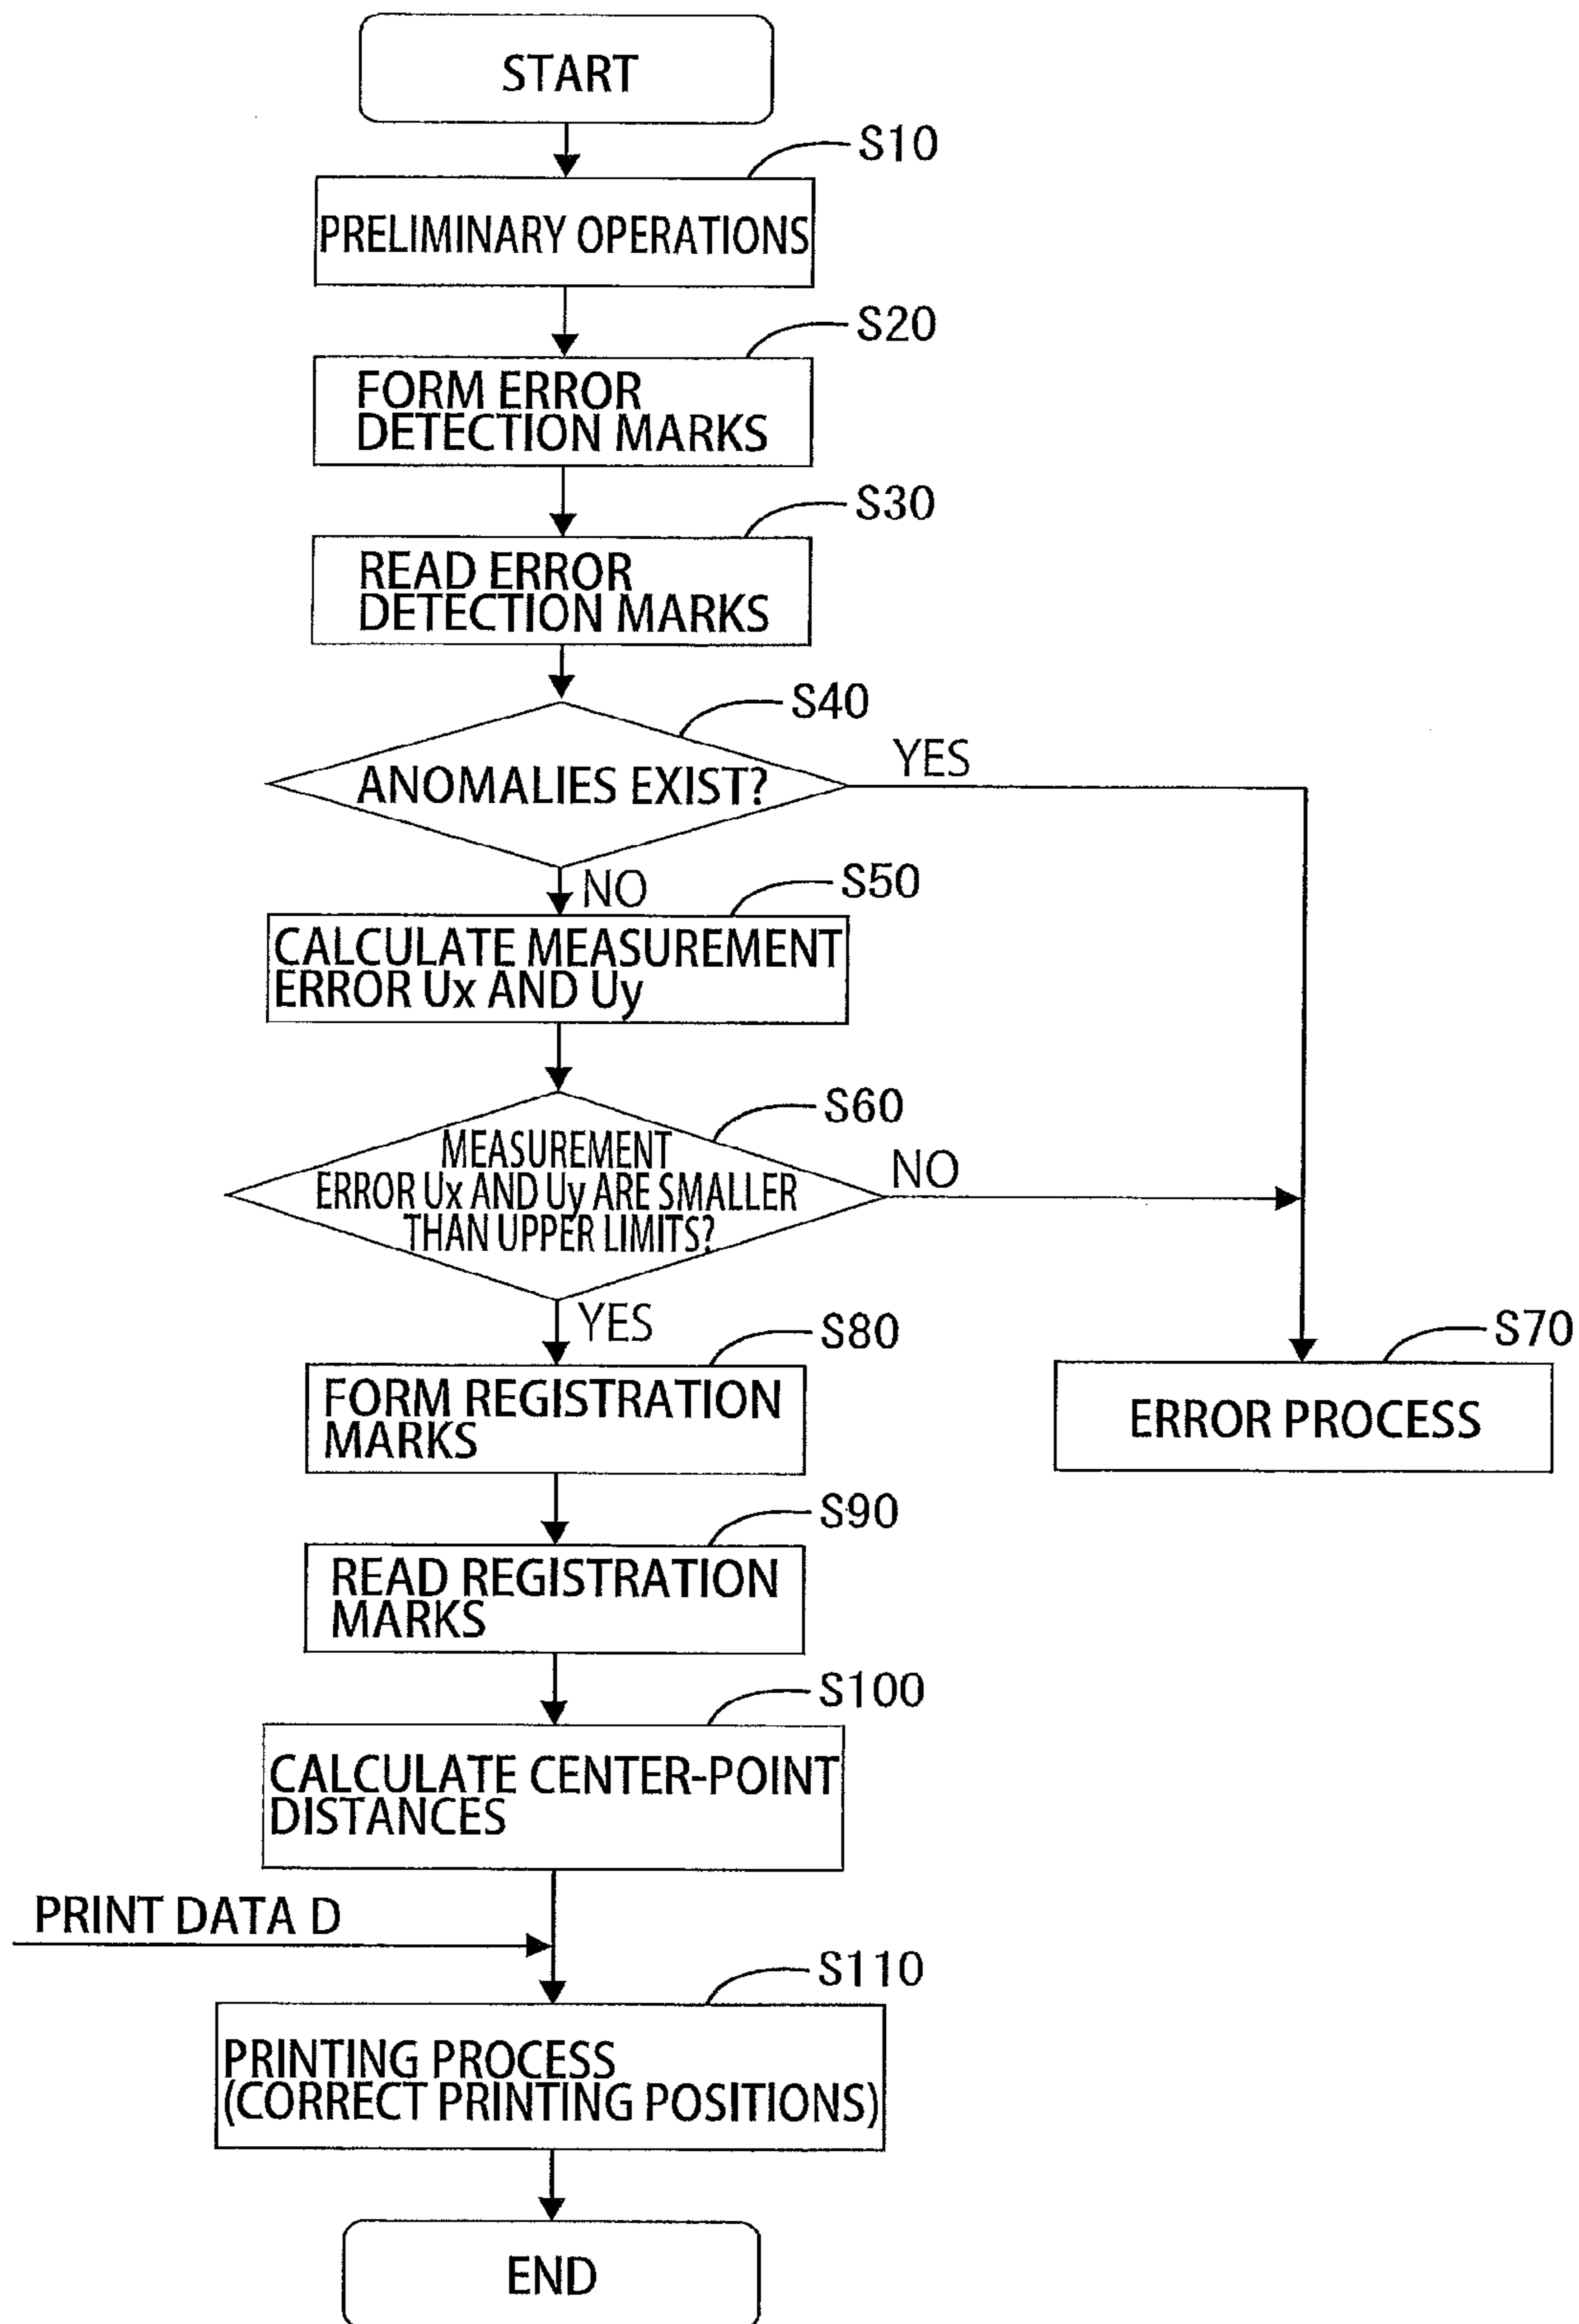 START
S10
PRELIMINARY OPERATIONS
S20
FORM ERROR
DETECTION MARKS
S30
READ ERROR
DETECTION MARKS
S40
ANOMALIES EXIST?
YES
NO
S50
CALCULATE MEASUREMENT
ERROR Ux AND Uy
S60
MEASUREMENT
ERROR Ux AND Uy ARE SMALLER
THAN UPPER LIMITS?
NO
YES
S80
FORM REGISTRATION
MARKS
S70
ERROR PROCESS
S90
READ REGISTRATION
MARKS
S100
CALCULATE CENTER-POINT
DISTANCES
PRINT DATA D
S110
PRINTING PROCESS
(CORRECT PRINTING POSITIONS)
END